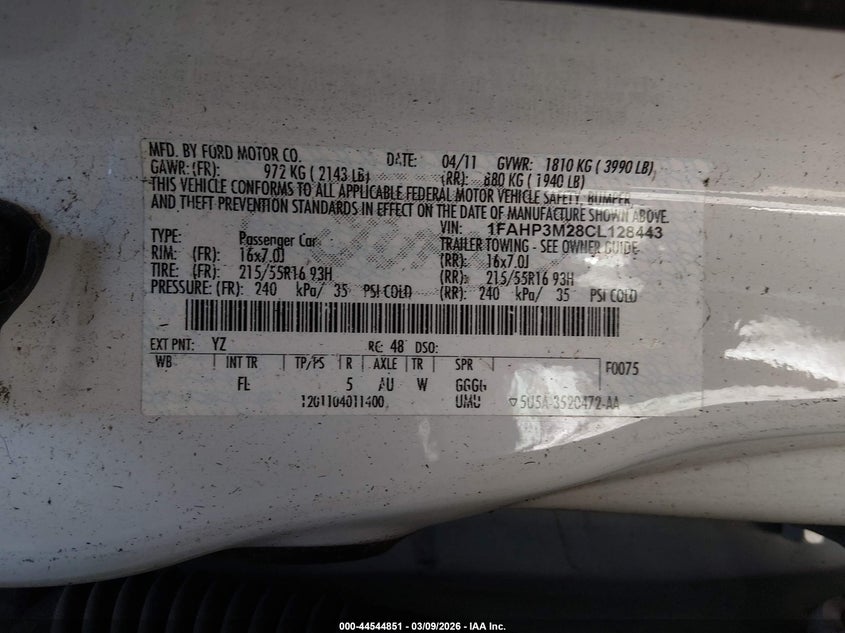 MFD. BY FORD MOTOR CO. DATE: 04/11 GVWR: 1810 KG ( 3990 LB)
GAWR: (FR): 972 KG ( 2143 LB) (RR): 880 KG ( 1940 LB)
THIS VEHICLE CONFORMS TO ALL APPLICABLE FEDERAL MOTOR VEHICLE SAFETY, BUMPER,
AND THEFT PREVENTION STANDARDS IN EFFECT ON THE DATE OF MANUFACTURE SHOWN ABOVE.
VIN: 1FAHP3M28CL128443
TYPE: Passenger Car TRAILER TOWING - SEE OWNER GUIDE
RIM: (FR): 16x7.0J (RR): 16x7.0J
TIRE: (FR): 215/55R16 93H (RR): 215/55R16 93H
PRESSURE: (FR): 240 kPa/ 35 PSI COLD (RR): 240 kPa/ 35 PSI COLD
EXT PNT: YZ RC: 48 DSO:
WB INT TR TP/PS R AXLE TR SPR F0075
FL 5 AU W
UMU 5U5A-3520472-AA
000-44544851 | 03/09/2026 - IAA Inc.